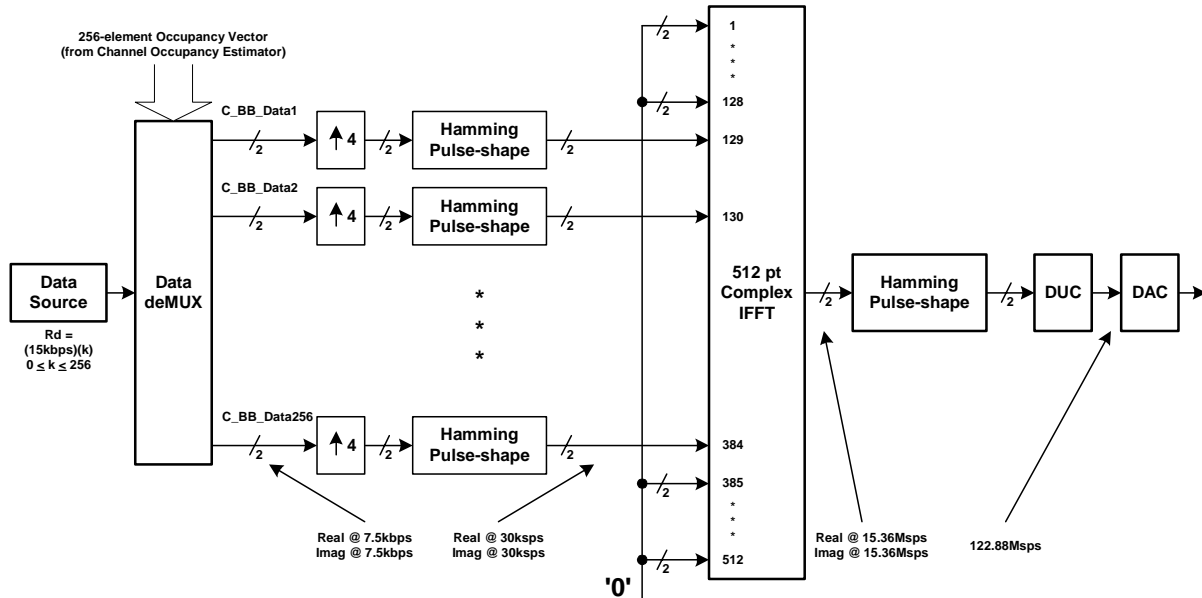 256-element Occupancy Vector
(from Channel Occupancy Estimator)
Data
Source
Rd =
(15kbps)(k)
0 ≤ k ≤ 256
Data
deMUX
C_BB_Data1
2
↑ 4
2
Hamming
Pulse-shape
2
C_BB_Data2
2
↑ 4
2
Hamming
Pulse-shape
2
*
*
*
C_BB_Data256
2
↑ 4
2
Hamming
Pulse-shape
2
Real @ 7.5kbps
Imag @ 7.5kbps
Real @ 30ksps
Imag @ 30ksps
2
2
2
2
'0'
1
*
*
*
128
129
130
512 pt
Complex
IFFT
384
385
*
*
*
512
2
Hamming
Pulse-shape
2
DUC
DAC
Real @ 15.36Msps
Imag @ 15.36Msps
122.88Msps